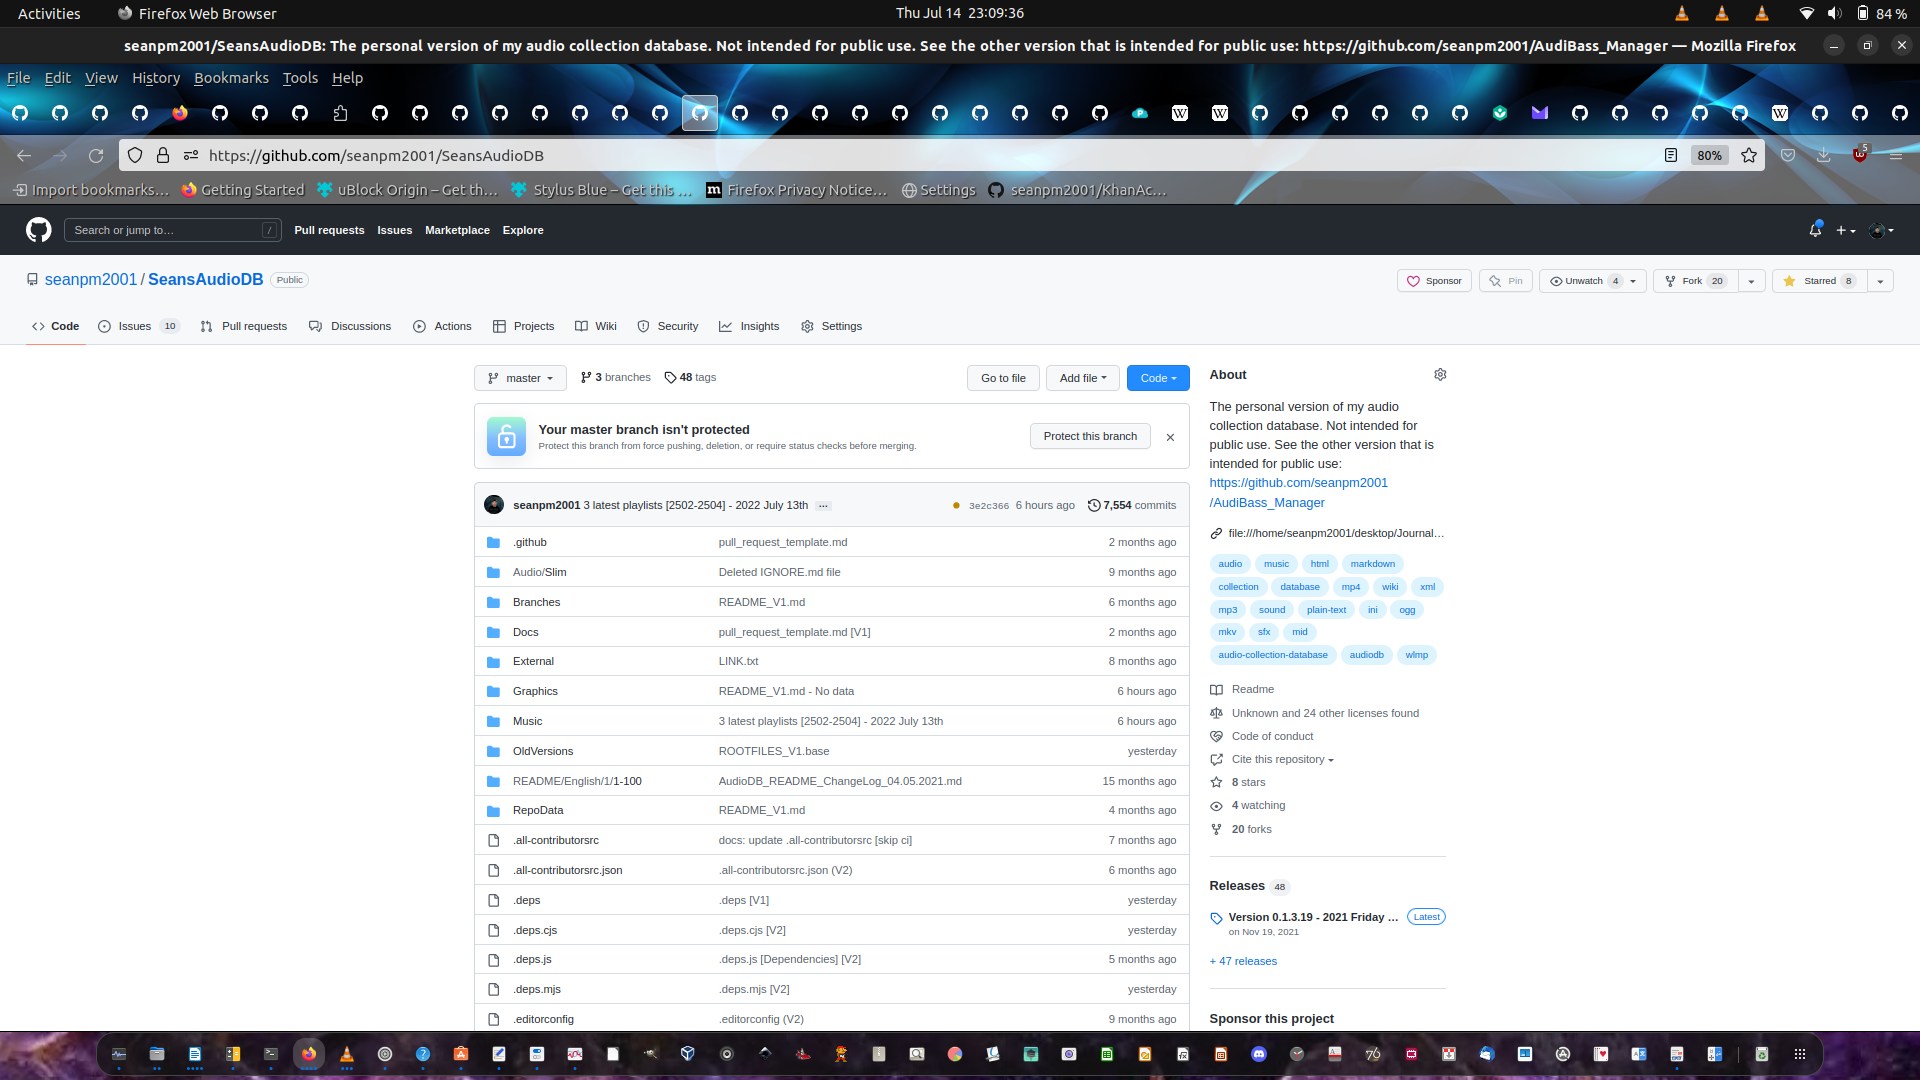 Activities Firefox Web Browser Thu Jul 14 23:09:36 84 %
seanpm2001/SeansAudioDB: The personal version of my audio collection database. Not intended for public use. See the other version that is intended for public use: https://github.com/seanpm2001/AudiBass_Manager — Mozilla Firefox
File Edit View History Bookmarks Tools Help
https://github.com/seanpm2001/SeansAudioDB 80% 5
Import bookmarks… Getting Started uBlock Origin – Get th… Stylus Blue – Get this … Firefox Privacy Notice… Settings seanpm2001/KhanAc…
Search or jump to… / Pull requests Issues Marketplace Explore
seanpm2001 / SeansAudioDB Public Sponsor Pin Unwatch 4 Fork 20 Starred 8
Code Issues 10 Pull requests Discussions Actions Projects Wiki Security Insights Settings
master 3 branches 48 tags Go to file Add file Code
Your master branch isn't protected
Protect this branch from force pushing, deletion, or require status checks before merging.
Protect this branch
seanpm2001 3 latest playlists [2502-2504] - 2022 July 13th … 3e2c366 6 hours ago 7,554 commits
.github pull_request_template.md 2 months ago
Audio/Slim Deleted IGNORE.md file 9 months ago
Branches README_V1.md 6 months ago
Docs pull_request_template.md [V1] 2 months ago
External LINK.txt 8 months ago
Graphics README_V1.md - No data 6 hours ago
Music 3 latest playlists [2502-2504] - 2022 July 13th 6 hours ago
OldVersions ROOTFILES_V1.base yesterday
README/English/1/1-100 AudioDB_README_ChangeLog_04.05.2021.md 15 months ago
RepoData README_V1.md 4 months ago
.all-contributorsrc docs: update .all-contributorsrc [skip ci] 7 months ago
.all-contributorsrc.json .all-contributorsrc.json (V2) 6 months ago
.deps .deps [V1] yesterday
.deps.cjs .deps.cjs [V2] yesterday
.deps.js .deps.js [Dependencies] [V2] 5 months ago
.deps.mjs .deps.mjs [V2] yesterday
.editorconfig .editorconfig (V2) 9 months ago
About
The personal version of my audio
collection database. Not intended for
public use. See the other version that is
intended for public use:
https://github.com/seanpm2001
/AudiBass_Manager
file:///home/seanpm2001/desktop/Journal…
audio music html markdown
collection database mp4 wiki xml
mp3 sound plain-text ini ogg
mkv sfx mid
audio-collection-database audiodb wlmp
Readme
Unknown and 24 other licenses found
Code of conduct
Cite this repository
8 stars
4 watching
20 forks
Releases 48
Version 0.1.3.19 - 2021 Friday … Latest
on Nov 19, 2021
+ 47 releases
Sponsor this project